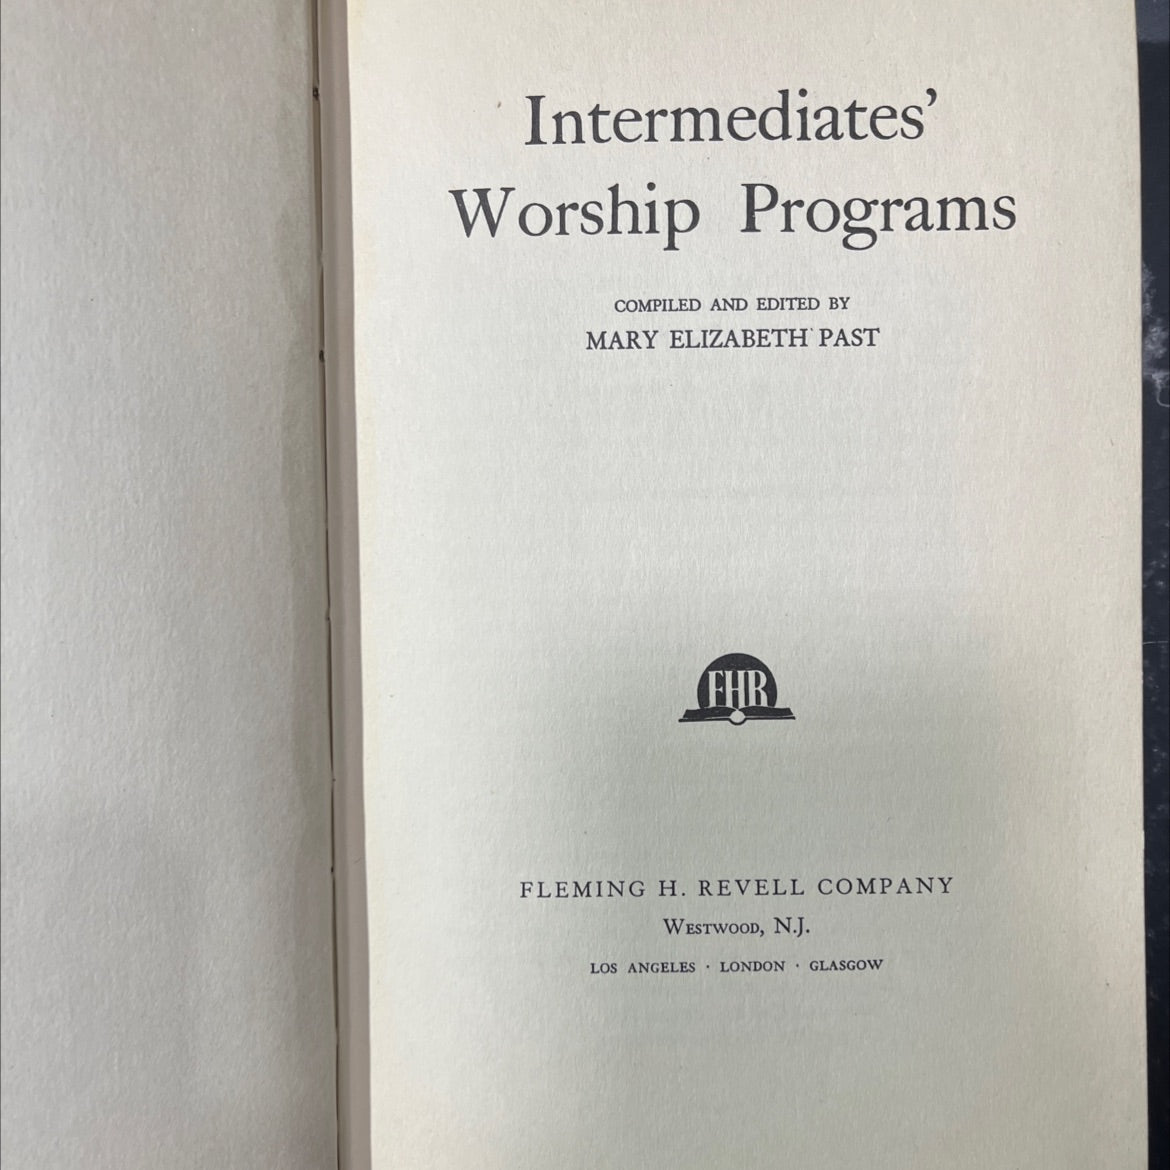 Intermediates’
Worship Programs
COMPILED AND EDITED BY
MARY ELIZABETH PAST
FHR
FLEMING H. REVELL COMPANY
Westwood, N.J.
LOS ANGELES · LONDON · GLASGOW